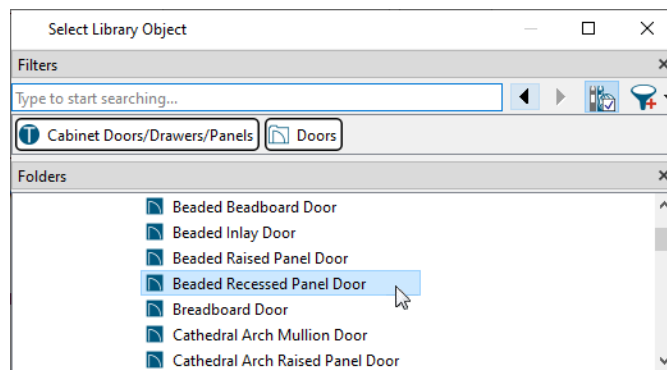 Select Library Object
Filters
Type to start searching...
T Cabinet Doors/Drawers/Panels Doors
Folders
Beaded Beadboard Door
Beaded Inlay Door
Beaded Raised Panel Door
Beaded Recessed Panel Door
Breadboard Door
Cathedral Arch Mullion Door
Cathedral Arch Raised Panel Door